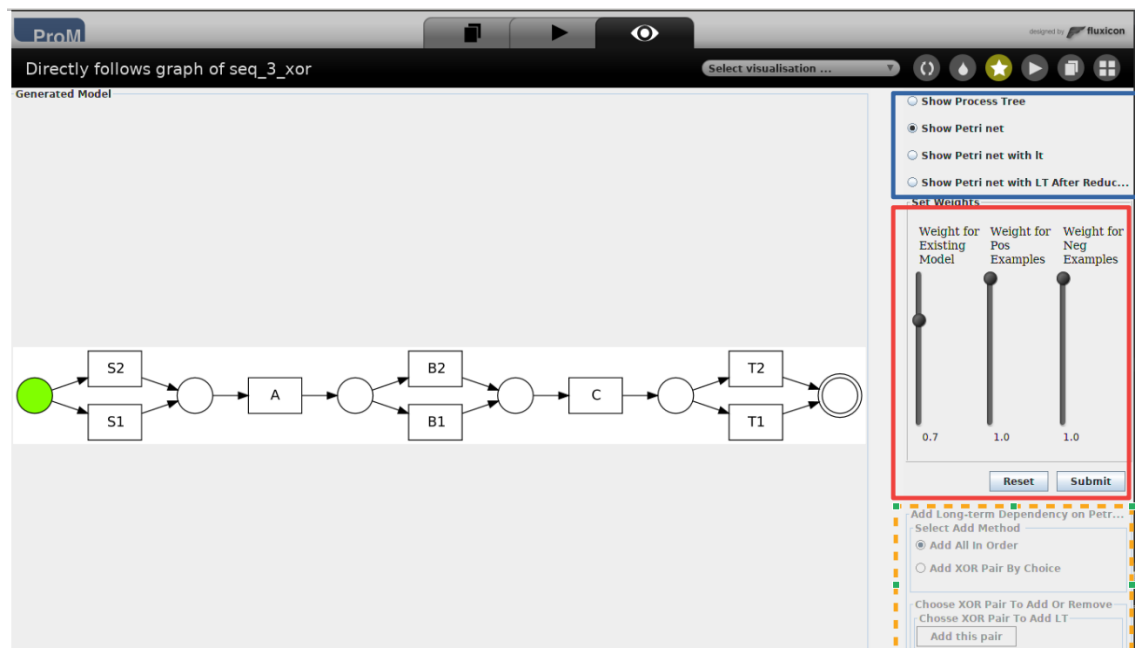 ProM
designed by fluxicon
Directly follows graph of seq_3_xor
Select visualisation ...
Generated Model
Show Process Tree
Show Petri net
Show Petri net with lt
Show Petri net with LT After Reduc...
Set Weights
Weight for Existing Model
Weight for Pos Examples
Weight for Neg Examples
0.7
1.0
1.0
Reset
Submit
S2
S1
A
B2
B1
C
T2
T1
Add Long-term Dependency on Petr...
Select Add Method
Add All In Order
Add XOR Pair By Choice
Choose XOR Pair To Add Or Remove
Chosse XOR Pair To Add LT
Add this pair